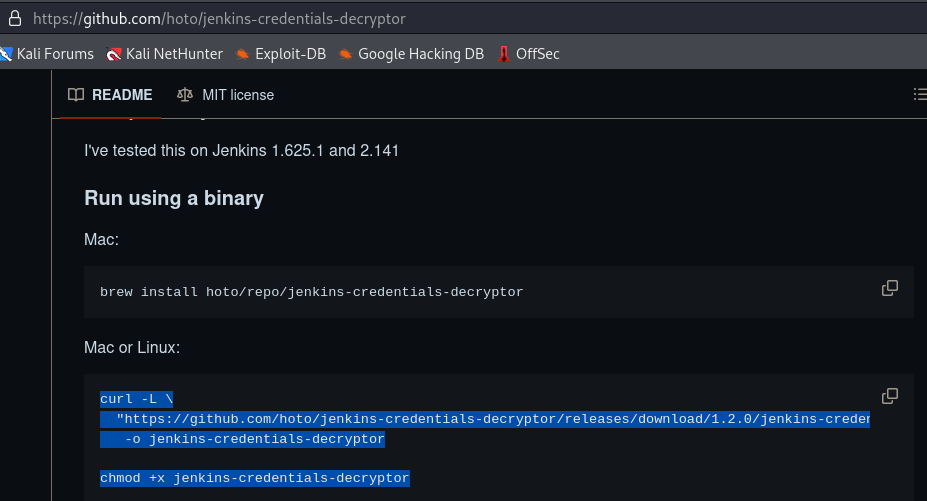 https://github.com/hoto/jenkins-credentials-decryptor
Kali Forums Kali NetHunter Exploit-DB Google Hacking DB OffSec
README MIT license
I've tested this on Jenkins 1.625.1 and 2.141
Run using a binary
Mac:
brew install hoto/repo/jenkins-credentials-decryptor
Mac or Linux:
curl -L \
"https://github.com/hoto/jenkins-credentials-decryptor/releases/download/1.2.0/jenkins-creder
-o jenkins-credentials-decryptor
chmod +x jenkins-credentials-decryptor